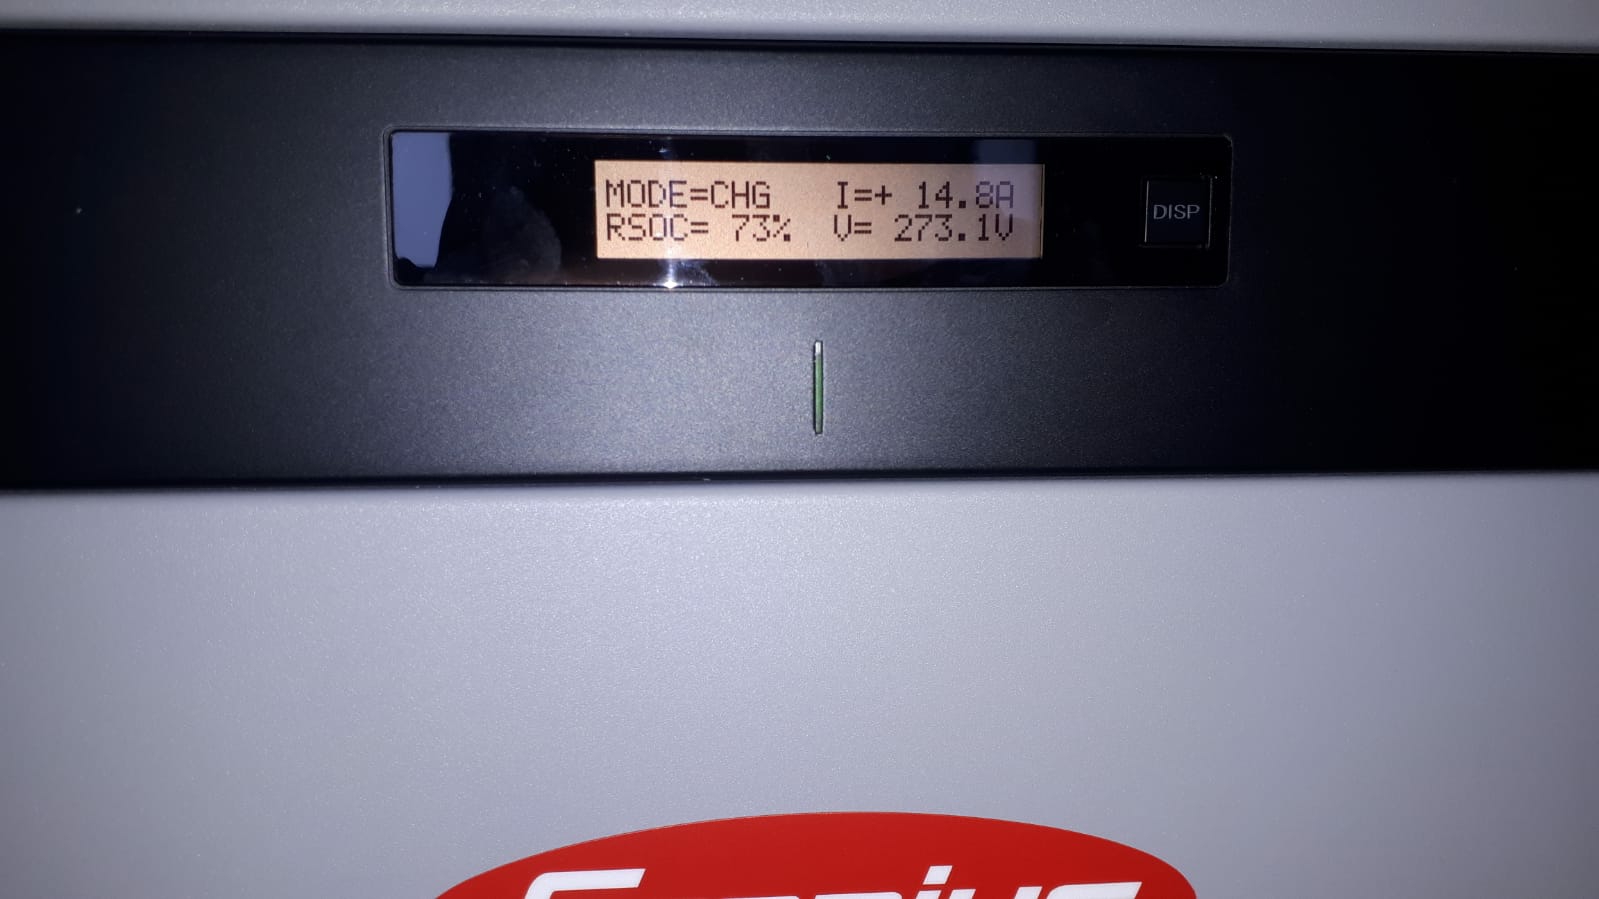 MODE=CHG I=+ 14.8A
RSOC= 73% V= 273.1V
DISP